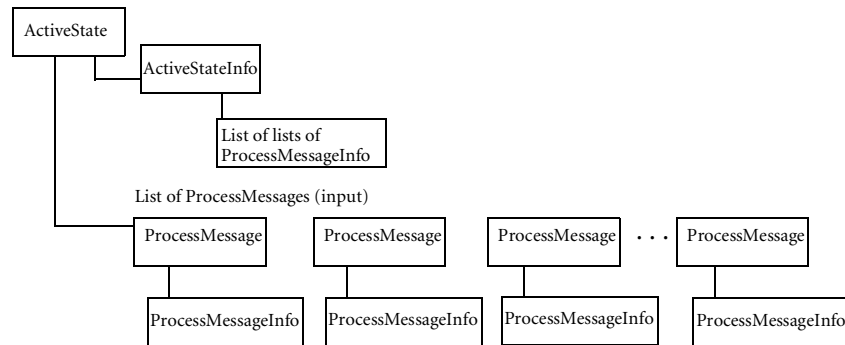 ActiveState
ActiveStateInfo
List of lists of
ProcessMessageInfo
List of ProcessMessages (input)
ProcessMessage ProcessMessage ProcessMessage ... ProcessMessage
ProcessMessageInfo ProcessMessageInfo ProcessMessageInfo ProcessMessageInfo